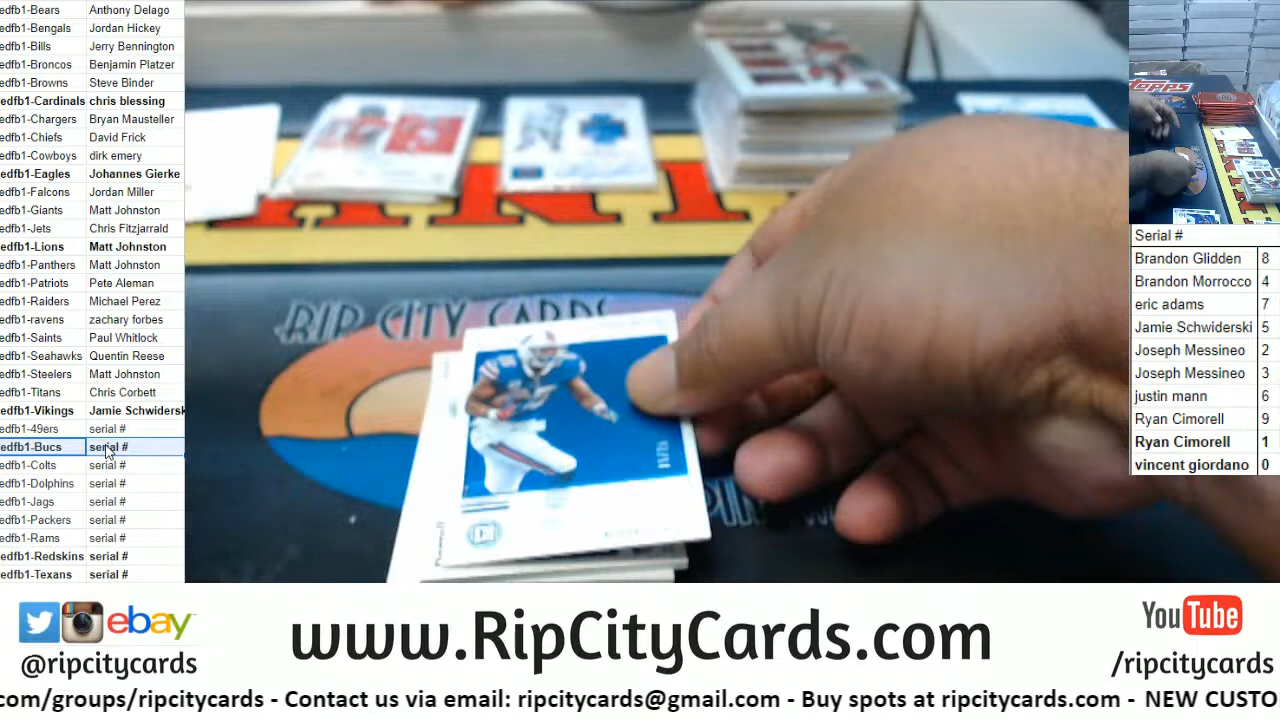 edfb1-Bears Anthony Delago
edfb1-Bengals Jordan Hickey
edfb1-Bills Jerry Bennington
edfb1-Broncos Benjamin Platzer
edfb1-Browns Steve Binder
edfb1-Cardinals chris blessing
edfb1-Chargers Bryan Mausteller
edfb1-Chiefs David Frick
edfb1-Cowboys dirk emery
edfb1-Eagles Johannes Gierke
edfb1-Falcons Jordan Miller
edfb1-Giants Matt Johnston
edfb1-Jets Chris Fitzjarrald
edfb1-Lions Matt Johnston
edfb1-Panthers Matt Johnston
edfb1-Patriots Pete Aleman
edfb1-Raiders Michael Perez
edfb1-ravens zachary forbes
edfb1-Saints Paul Whitlock
edfb1-Seahawks Quentin Reese
edfb1-Steelers Matt Johnston
edfb1-Titans Chris Corbett
edfb1-Vikings Jamie Schwidersk
edfb1-49ers serial #
edfb1-Bucs serial #
edfb1-Colts serial #
edfb1-Dolphins serial #
edfb1-Jags serial #
edfb1-Packers serial #
edfb1-Rams serial #
edfb1-Redskins serial #
edfb1-Texans serial #
RIP CITY CARDS
topps
Serial #
Brandon Glidden 8
Brandon Morrocco 4
eric adams 7
Jamie Schwiderski 5
Joseph Messineo 2
Joseph Messineo 3
justin mann 6
Ryan Cimorell 9
Ryan Cimorell 1
vincent giordano 0
ebay
@ripcitycards
www.RipCityCards.com
YouTube
/ripcitycards
com/groups/ripcitycards - Contact us via email: ripcitycards@gmail.com - Buy spots at ripcitycards.com - NEW CUSTO